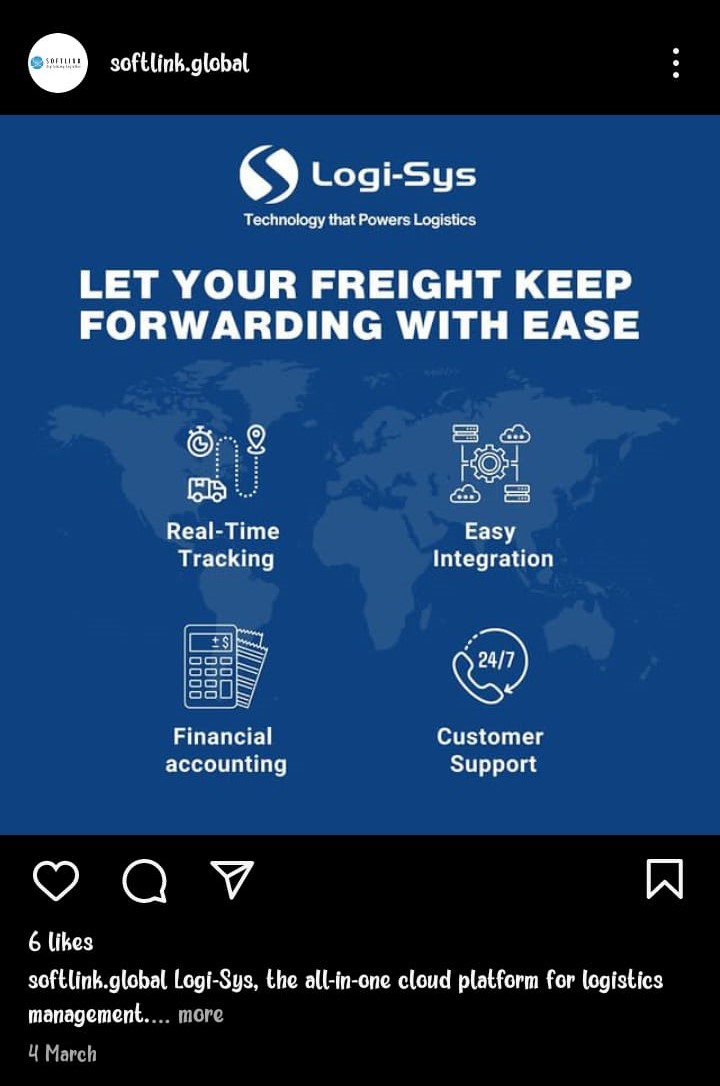 SOFTLINK
softlink.global
Logi-Sys
Technology that Powers Logistics
LET YOUR FREIGHT KEEP
FORWARDING WITH EASE
Real-Time
Tracking
Easy
Integration
±$
Financial
accounting
24/7
Customer
Support
6 likes
softlink.global Logi-Sys, the all-in-one cloud platform for logistics
management.... more
4 March